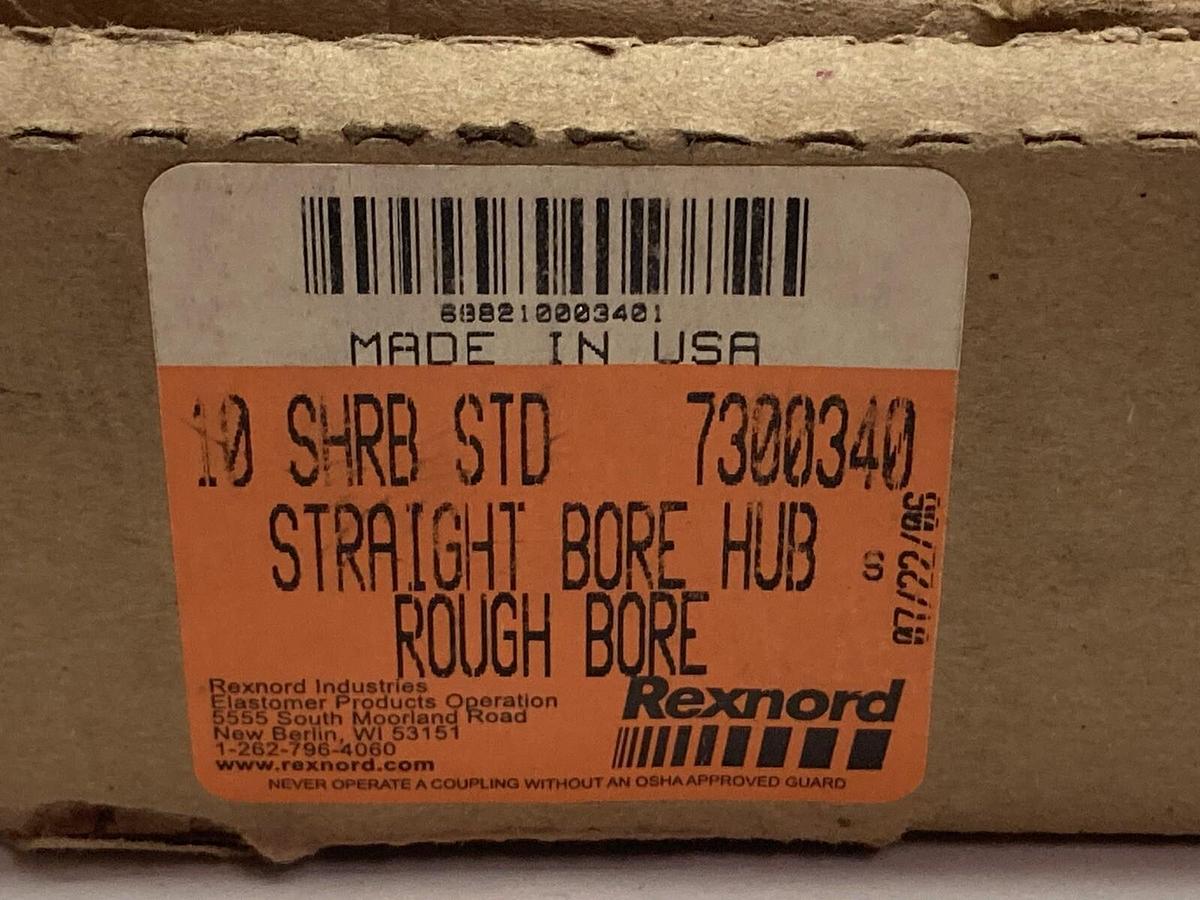 688210003401
MADE IN USA
10 SHRB STD 7300340
STRAIGHT BORE HUB
S
07/22/06
ROUGH BORE
Rexnord Industries
Elastomer Products Operation
5555 South Moorland Road
New Berlin, WI 53151
1-262-796-4060
www.rexnord.com
Rexnord
NEVER OPERATE A COUPLING WITHOUT AN OSHA APPROVED GUARD